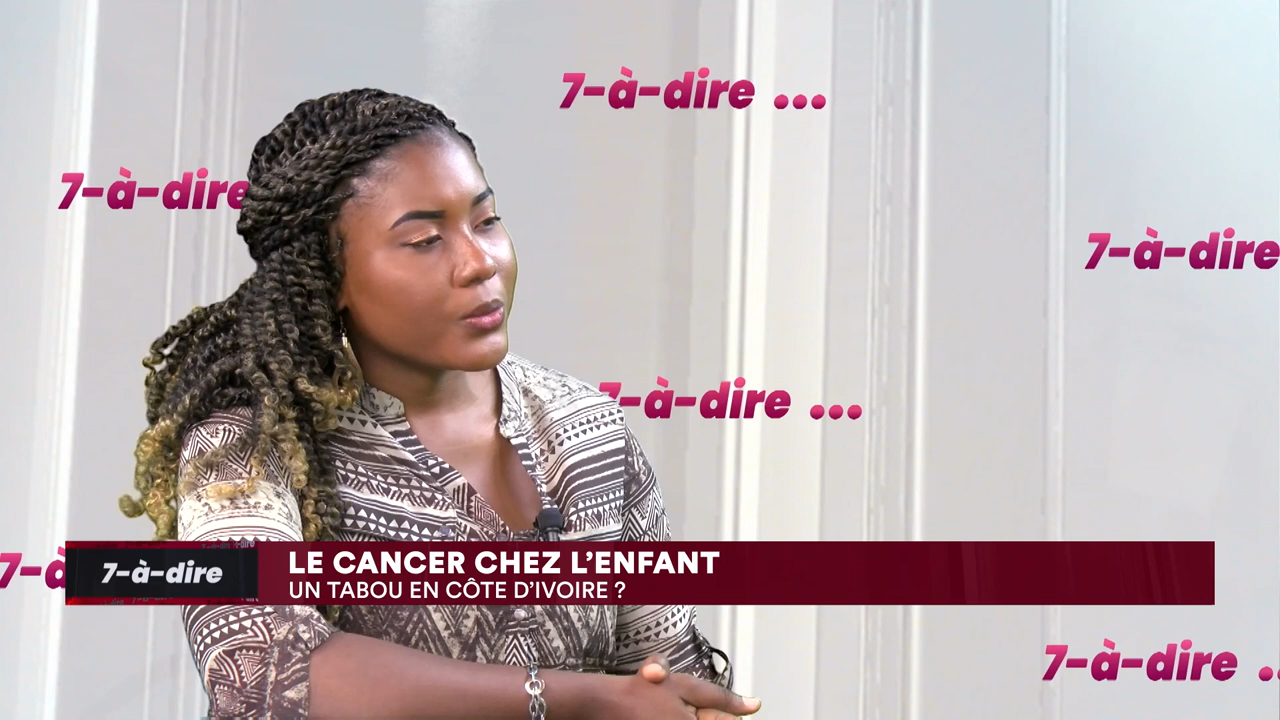 7-à-dire ...
7-à-dire
7-à-dire
7-à-dire ...
7-à
7-à-dire
LE CANCER CHEZ L'ENFANT
UN TABOU EN CÔTE D'IVOIRE ?
7-à-dire ..